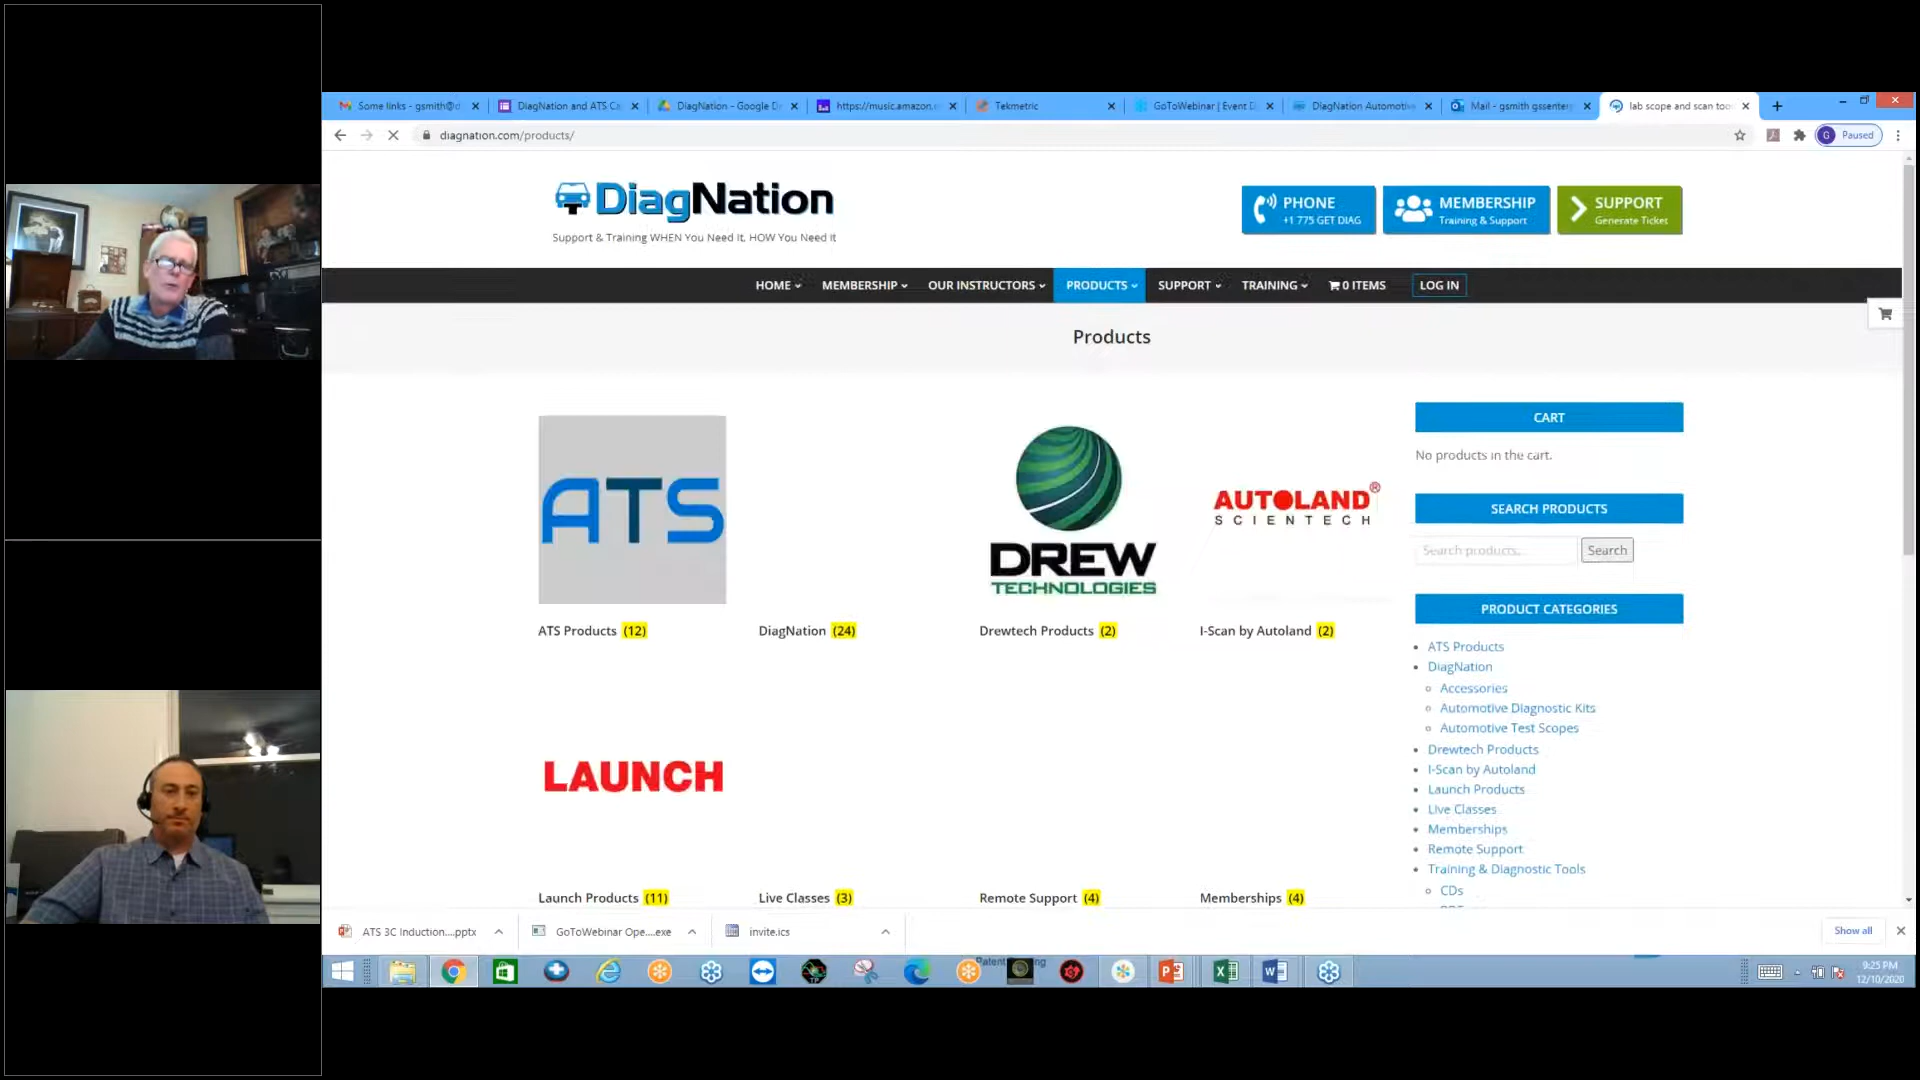 Some links - gsmith@d
DiagNation and ATS Ca
DiagNation - Google Dr
https://music.amazon.c
Tekmetric
GoToWebinar | Event D
DiagNation Automotive
Mail - gsmith gssenterp
lab scope and scan too
diagnation.com/products/
G
Paused
DiagNation
Support & Training WHEN You Need It, HOW You Need It
PHONE
+1 775 GET DIAG
MEMBERSHIP
Training & Support
SUPPORT
Generate Ticket
HOME
MEMBERSHIP
OUR INSTRUCTORS
PRODUCTS
SUPPORT
TRAINING
0 ITEMS
LOG IN
Products
ATS
ATS Products (12)
DiagNation (24)
DREW
TECHNOLOGIES
Drewtech Products (2)
AUTOLAND®
SCIENTECH
I-Scan by Autoland (2)
LAUNCH
Launch Products (11)
Live Classes (3)
Remote Support (4)
Memberships (4)
CART
No products in the cart.
SEARCH PRODUCTS
Search products...
Search
PRODUCT CATEGORIES
ATS Products
DiagNation
Accessories
Automotive Diagnostic Kits
Automotive Test Scopes
Drewtech Products
I-Scan by Autoland
Launch Products
Live Classes
Memberships
Remote Support
Training & Diagnostic Tools
CDs
ATS 3C Induction....pptx
GoToWebinar Ope....exe
invite.ics
Show all
9:25 PM
12/10/2020